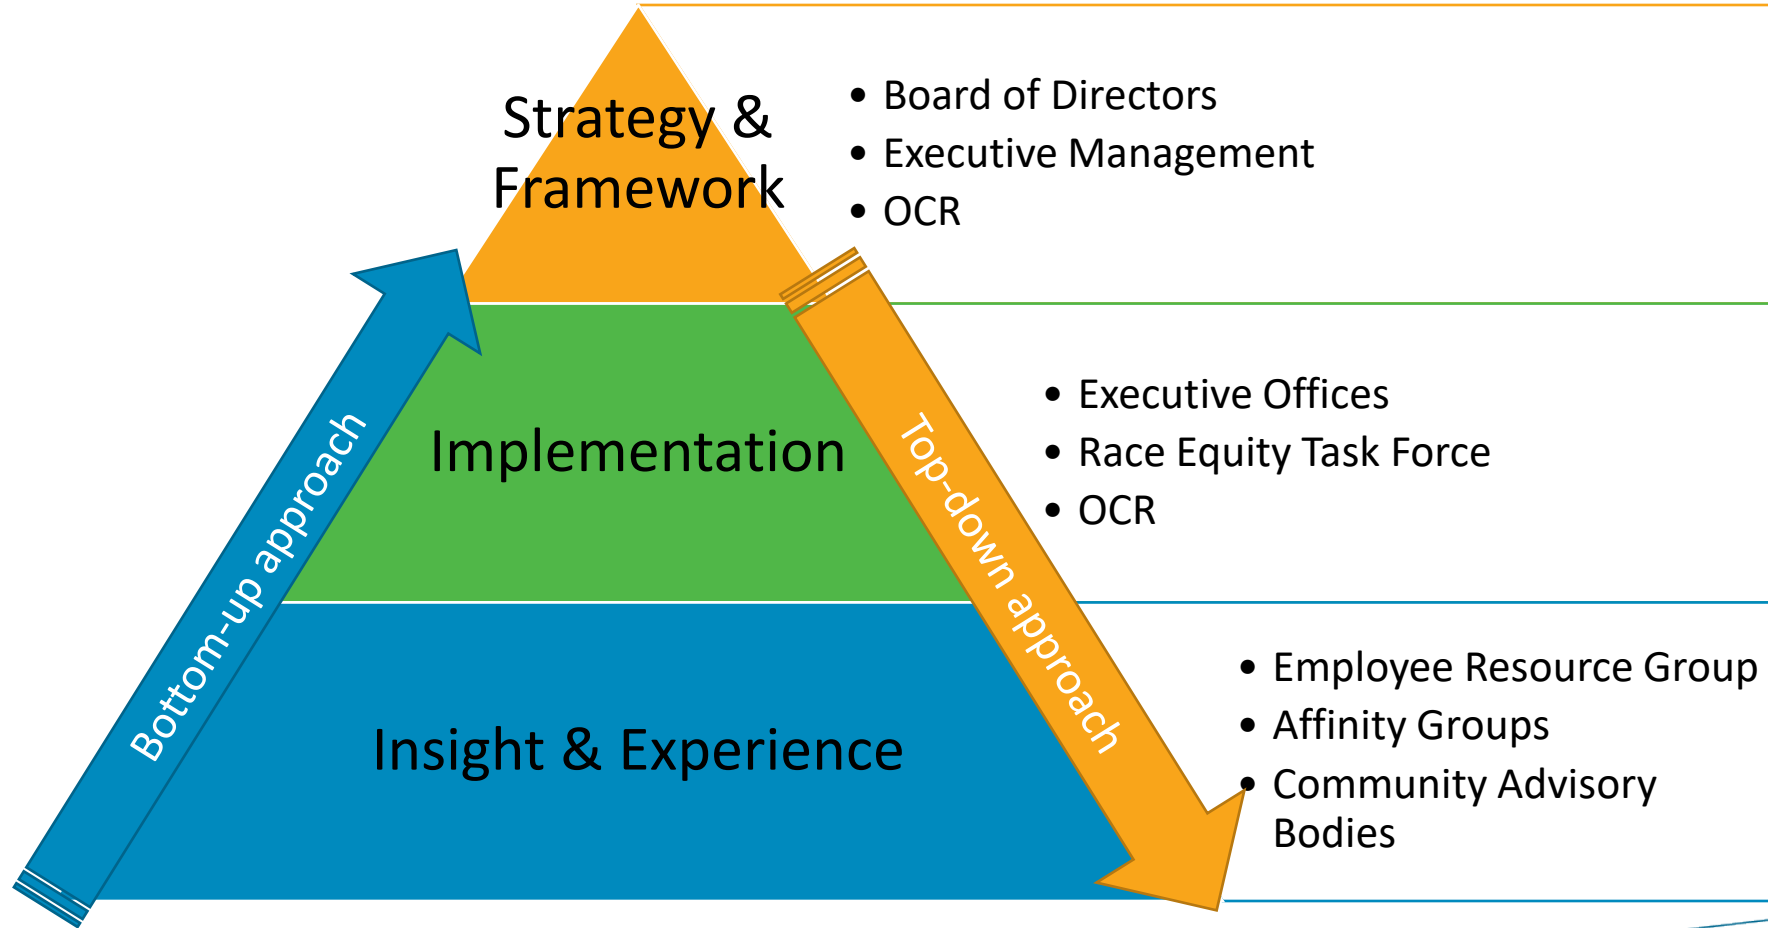 Strategy &
Framework
• Board of Directors
• Executive Management
• OCR
Bottom-up approach
Implementation
Top-down approach
• Executive Offices
• Race Equity Task Force
• OCR
Insight & Experience
• Employee Resource Group
• Affinity Groups
• Community Advisory
Bodies